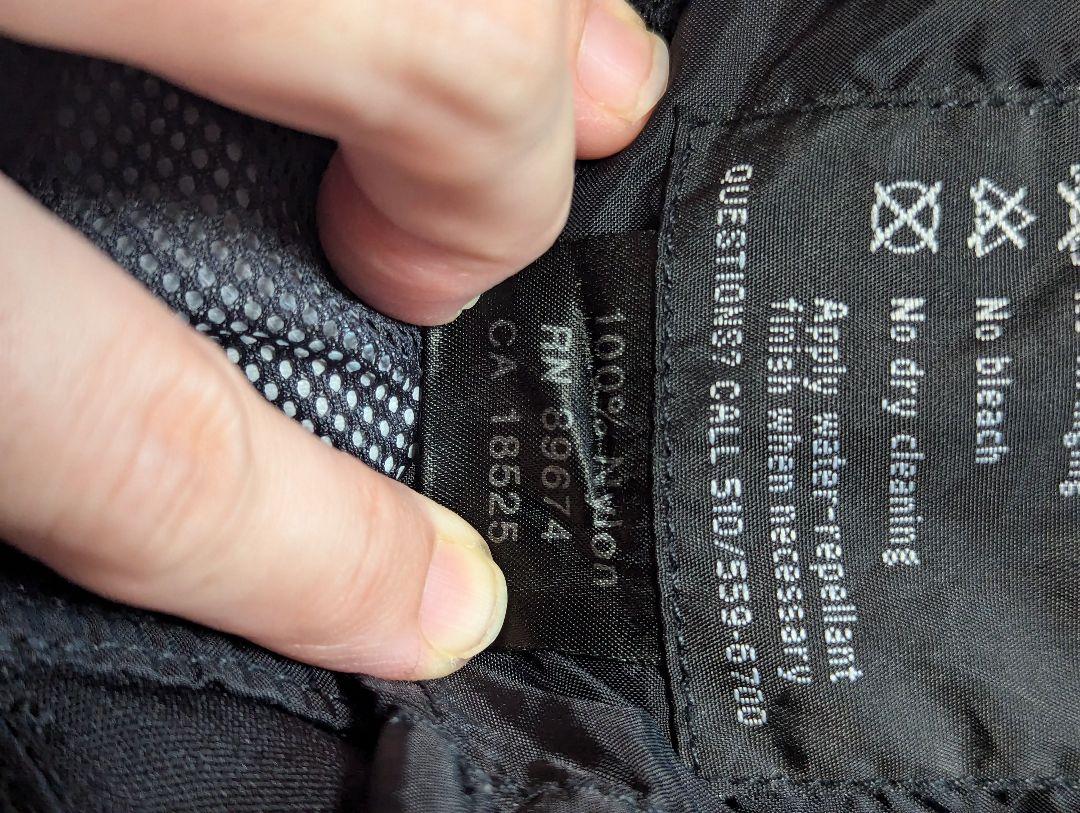 No bleach
No dry cleaning
Apply water-repellant
finish when necessary
QUESTIONS? CALL 510/559-6700
100% Nylon
RN 89674
CA 18525